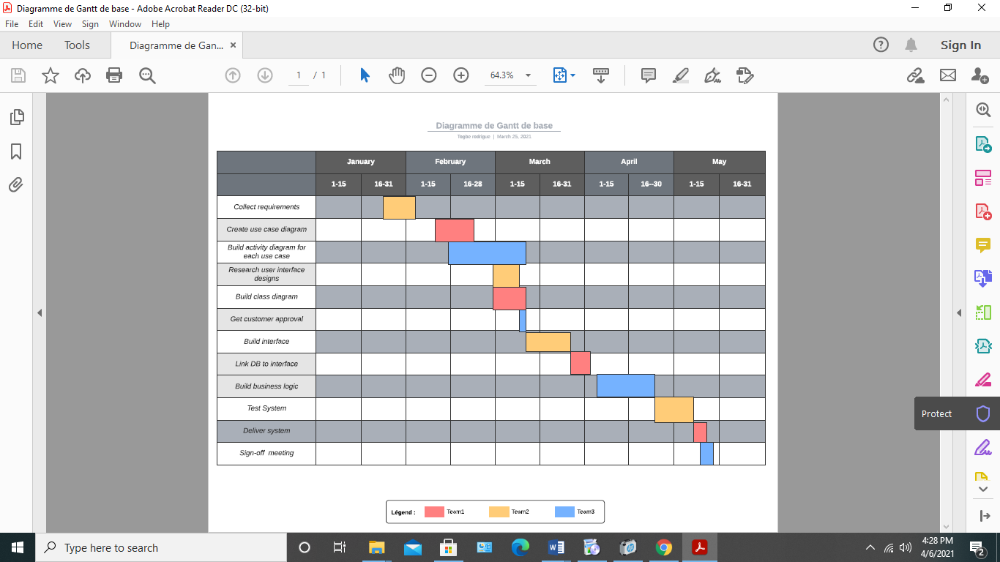 Diagramme de Gantt de base - Adobe Acrobat Reader DC (32-bit)
File Edit View Sign Window Help
Home Tools Diagramme de Gan... × Sign In
1 / 1 64.3%
Diagramme de Gantt de base
Togbe rodrigue | March 25, 2021
January February March April May
1-15 16-31 1-15 16-28 1-15 16-31 1-15 16--30 1-15 16-31
Collect requirements
Create use case diagram
Build activity diagram for
each use case
Research user interface
designs
Build class diagram
Get customer approval
Build interface
Link DB to interface
Build business logic
Test System
Deliver system
Sign-off meeting
Protect
Légend : Team1 Team2 Team3
Type here to search
4:28 PM
4/6/2021
2